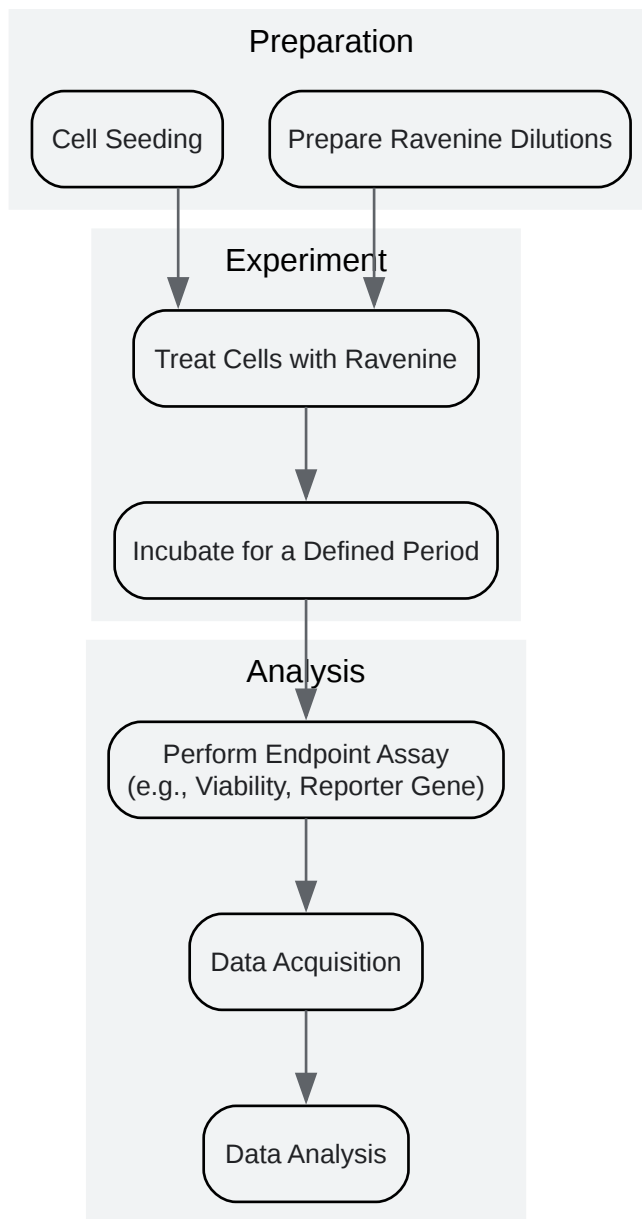 Preparation
Cell Seeding
Prepare Ravenine Dilutions
Experiment
Treat Cells with Ravenine
Incubate for a Defined Period
Analysis
Perform Endpoint Assay
(e.g., Viability, Reporter Gene)
Data Acquisition
Data Analysis